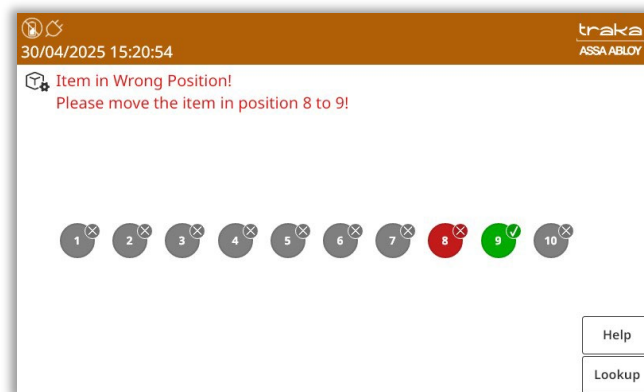 traka
30/04/2025 15:20:54
ASSA ABLOY
Item in Wrong Position!
Please move the item in position 8 to 9!
1 2 3 4 5 6 7 8 9 10
Help
Lookup